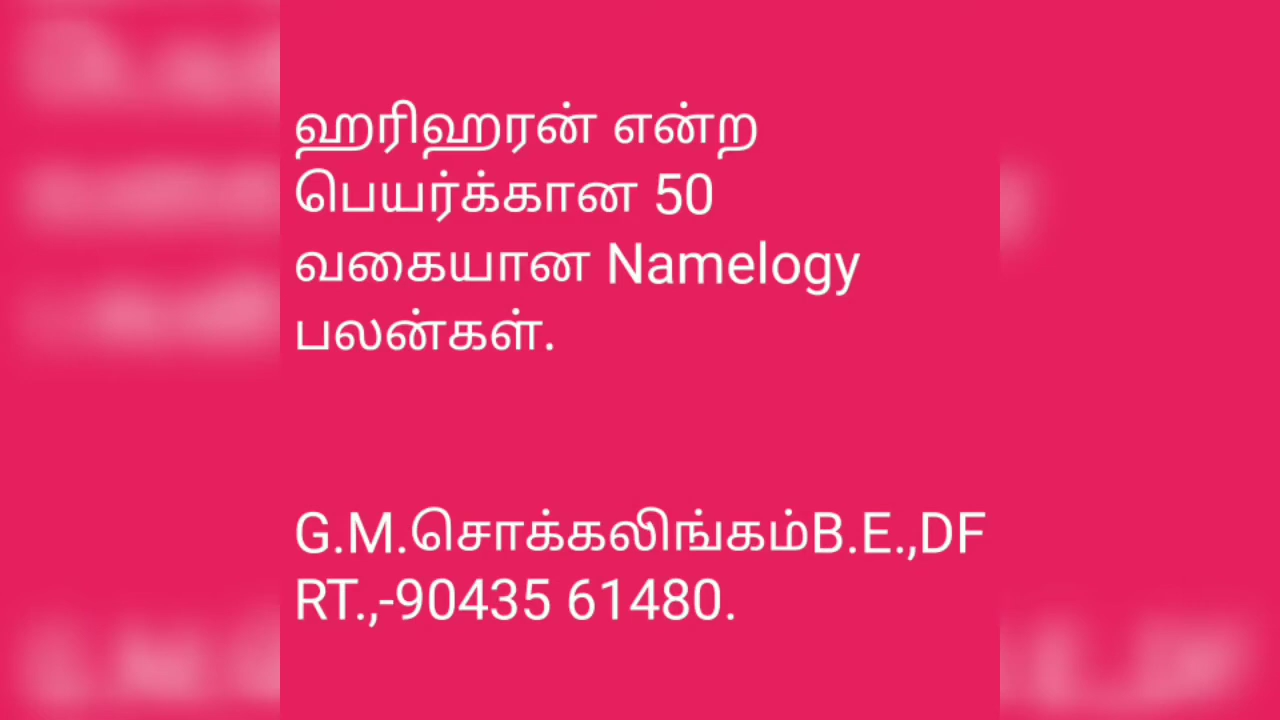 ஹரிஹரன் என்ற
பெயர்க்கான 50
வகையான Namelogy
பலன்கள்.
G.M.சொக்கலிங்கம்B.E.,DF
RT.,-90435 61480.